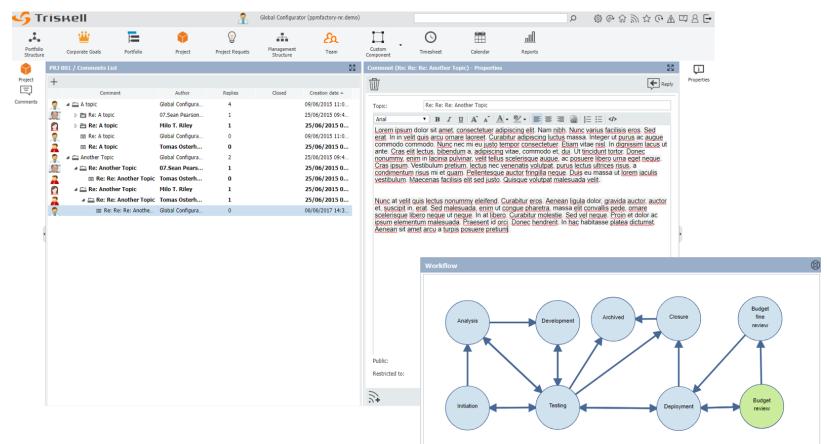 Triskell
Global Configurator (ppmfactory-nr.demo)
Portfolio Structure
Corporate Goals
Portfolio
Project
Project Requets
Management Structure
Team
Custom Component
Timesheet
Calendar
Reports
Project
Comments
PRJ-001 / Comments List
Comment Author Replies Closed Creation date
A topic Global Configura... 4 09/06/2015 11:0...
Re: A topic 07.Sean Pearson... 1 25/06/2015 09:4...
Re: A topic Milo T. Riley 1 25/06/2015 0...
Re: A topic Global Configura... 0 09/06/2015 11:0...
Re: A topic Tomas Osterh... 0 25/06/2015 0...
Another Topic Global Configura... 2 25/06/2015 09:4...
Re: Another Topic 07.Sean Pears... 1 25/06/2015 0...
Re: Another Topic Tomas Osterh... 0 25/06/2015 0...
Re: Another Topic Milo T. Riley 1 25/06/2015 0...
Re: Re: Another Topic Tomas Osterh... 1 25/06/2015 0...
Re: Re: Re: Anothe... Global Configura... 0 06/06/2017 14:3...
Comment (Re: Re: Re: Another Topic) - Properties
Reply
Properties
Topic: Re: Re: Re: Another Topic
Arial
Lorem ipsum dolor sit amet, consectetuer adipiscing elit. Nam nibh. Nunc varius facilisis eros. Sed
erat. In in velit quis arcu ornare laoreet. Curabitur adipiscing luctus massa. Integer ut purus ac augue
commodo commodo. Nunc nec mi eu justo tempor consectetuer. Etiam vitae nisl. In dignissim lacus ut
ante. Cras elit lectus, bibendum a, adipiscing vitae, commodo et, dui. Ut tincidunt tortor. Donec
nonummy, enim in lacinia pulvinar, velit tellus scelerisque augue, ac posuere libero urna eget neque.
Cras ipsum. Vestibulum pretium, lectus nec venenatis volutpat, purus lectus ultrices risus, a
condimentum risus mi et quam. Pellentesque auctor fringilla neque. Duis eu massa ut lorem iaculis
vestibulum. Maecenas facilisis elit sed justo. Quisque volutpat malesuada velit.
Nunc at velit quis lectus nonummy eleifend. Curabitur eros. Aenean ligula dolor, gravida auctor, auctor
et, suscipit in, erat. Sed malesuada, enim ut congue pharetra, massa elit convallis pede, ornare
scelerisque libero neque ut neque. In at libero. Curabitur molestie. Sed vel neque. Proin et dolor ac
ipsum elementum malesuada. Praesent id orci. Donec hendrerit. In hac habitasse platea dictumst.
Aenean sit amet arcu a turpis posuere pretium.
Public:
Restricted to:
Workflow
Analysis
Development
Archived
Closure
Budget fine review
Initiation
Testing
Deployment
Budget review